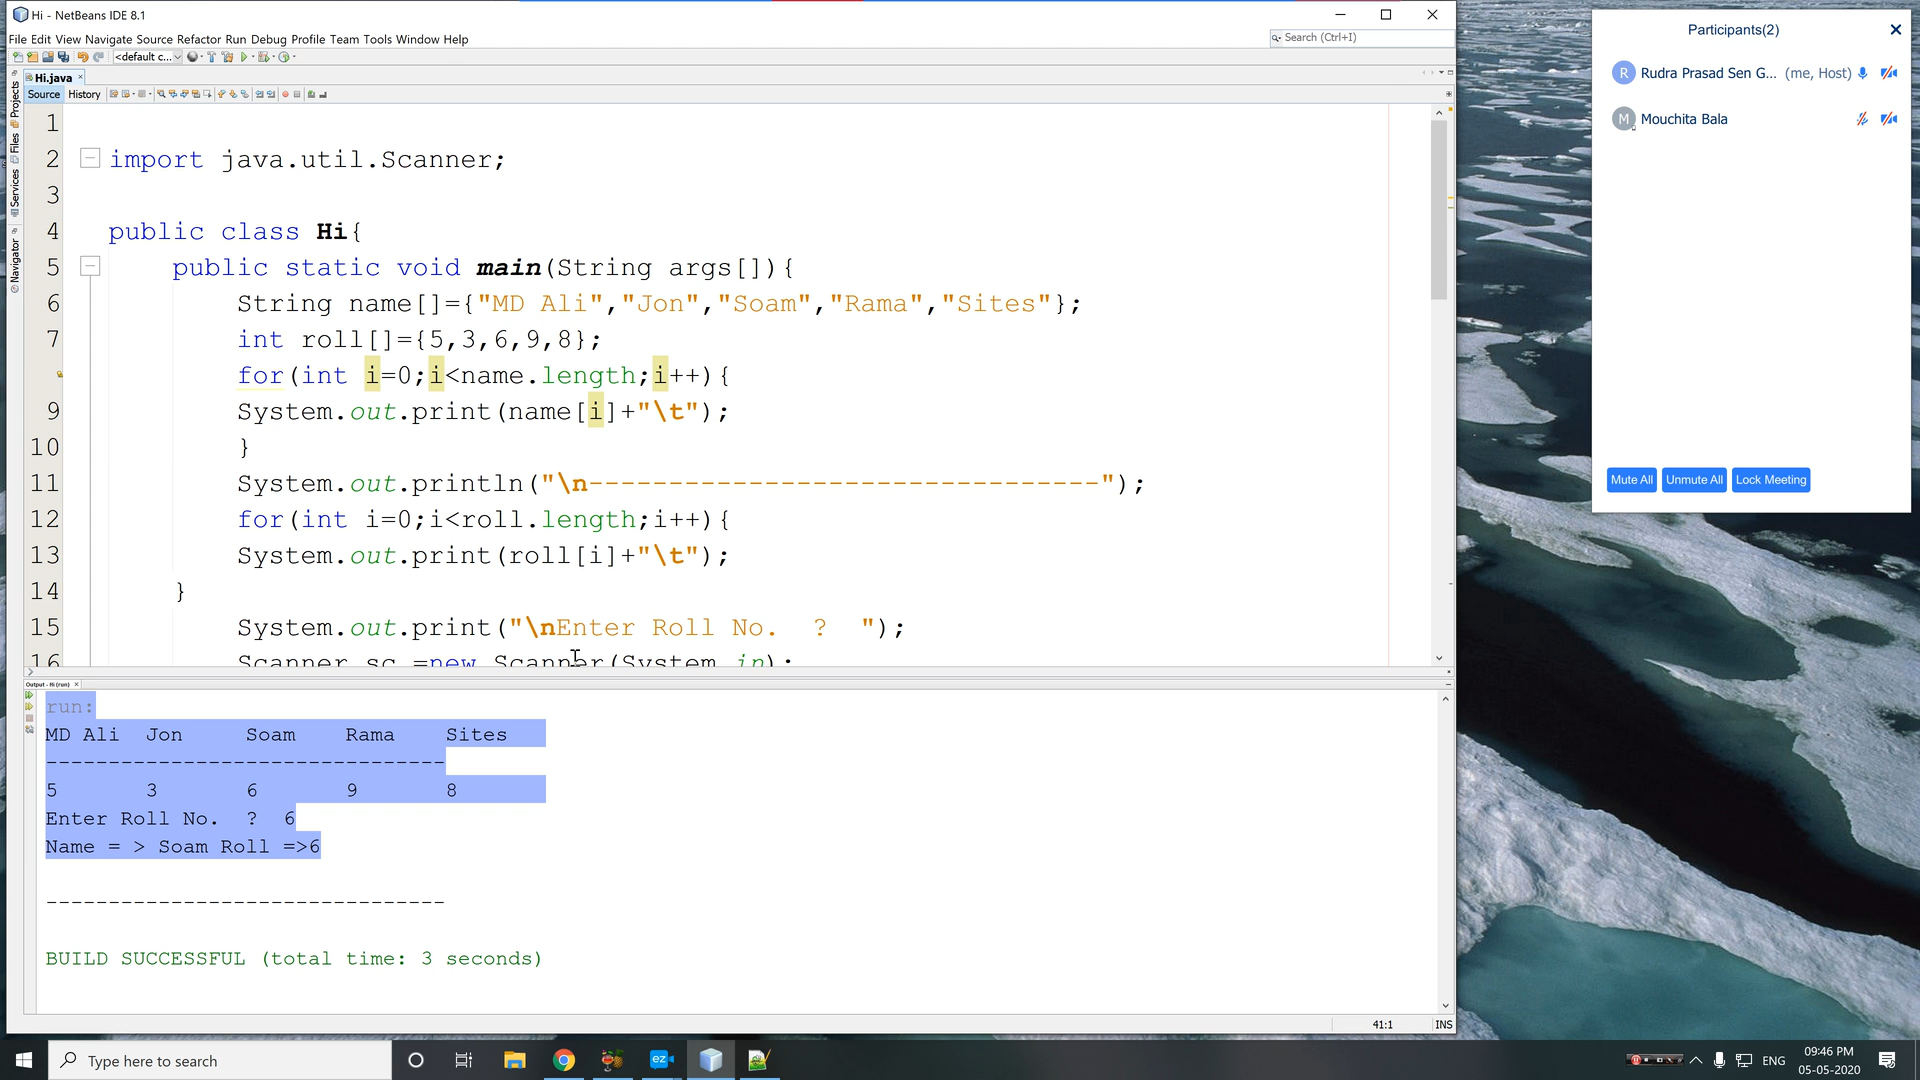 Hi - NetBeans IDE 8.1
File Edit View Navigate Source Refactor Run Debug Profile Team Tools Window Help
Search (Ctrl+I)
<default c...
Hi.java
Source History
Projects
Files
Services
Navigator
1
2 import java.util.Scanner;
3
4 public class Hi{
5 public static void main(String args[]){
6 String name[]={"MD Ali","Jon","Soam","Rama","Sites"};
7 int roll[]={5,3,6,9,8};
for(int i=0;i<name.length;i++){
9 System.out.print(name[i]+"\t");
10 }
11 System.out.println("\n--------------------------------");
12 for(int i=0;i<roll.length;i++){
13 System.out.print(roll[i]+"\t");
14 }
15 System.out.print("\nEnter Roll No.  ?  ");
16 Scanner sc =new Scanner(System.in);
Output - Hi (run)
run:
MD Ali Jon Soam Rama Sites
--------------------------------
5 3 6 9 8
Enter Roll No.  ?  6
Name = > Soam Roll =>6
--------------------------------
BUILD SUCCESSFUL (total time: 3 seconds)
41:1 INS
Participants(2)
R Rudra Prasad Sen G... (me, Host)
M Mouchita Bala
Mute All Unmute All Lock Meeting
Type here to search
ez
ENG
09:46 PM
05-05-2020